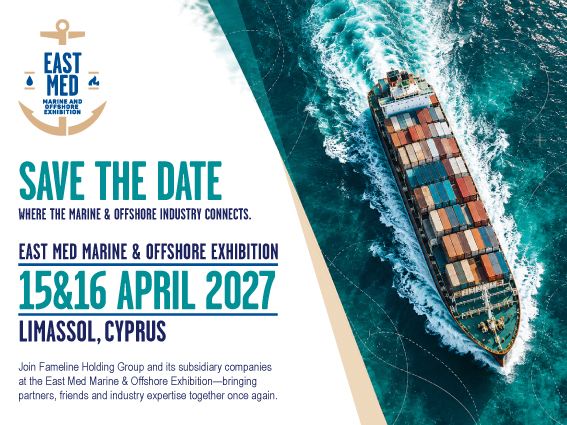 EAST
MED
MARINE AND
OFFSHORE
EXHIBITION
SAVE THE DATE
WHERE THE MARINE & OFFSHORE INDUSTRY CONNECTS.
EAST MED MARINE & OFFSHORE EXHIBITION
15&16 APRIL 2027
LIMASSOL, CYPRUS
Join Fameline Holding Group and its subsidiary companies
at the East Med Marine & Offshore Exhibition—bringing
partners, friends and industry expertise together once again.